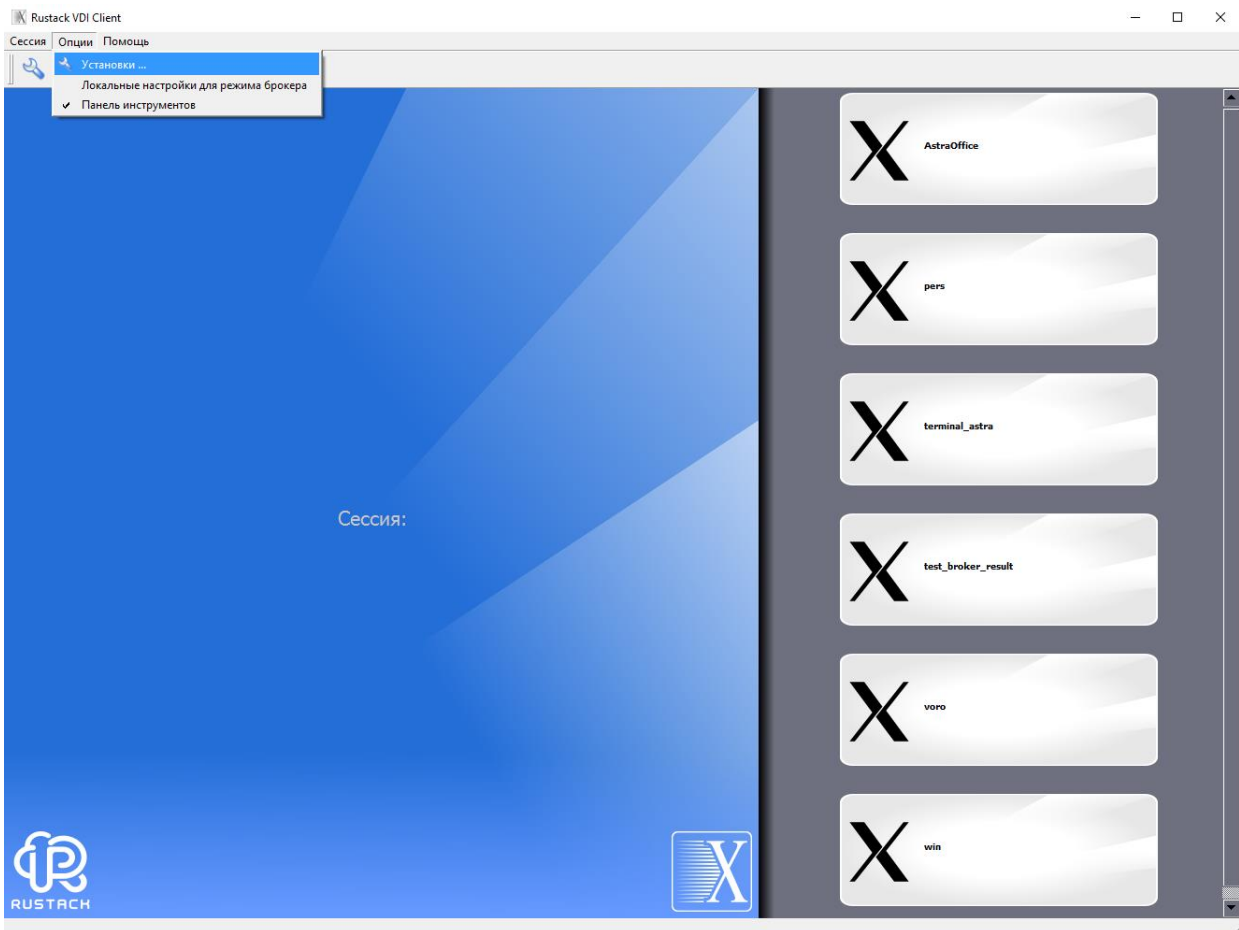 Rustack VDI Client
Сессия Опции Помощь
Установки ...
Локальные настройки для режима брокера
Панель инструментов
AstraOffice
pers
terminal_astra
Сессия:
test_broker_result
voro
win
RUSTACK
X